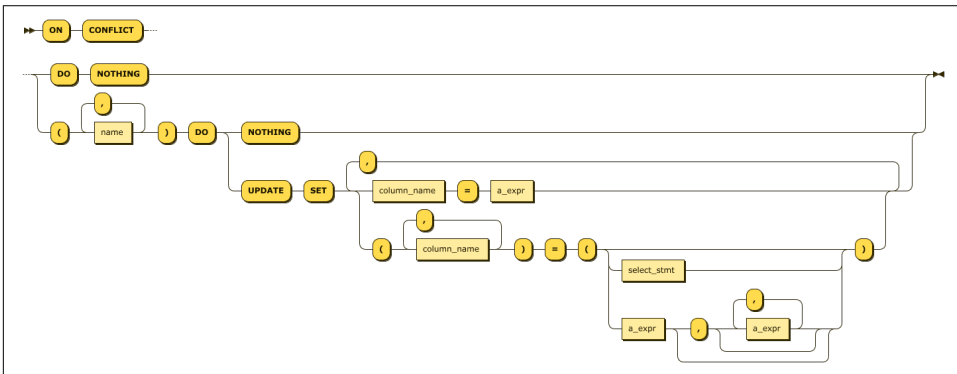 ON CONFLICT
DO NOTHING
,
( name ) DO NOTHING
,
UPDATE SET column_name = a_expr
,
( column_name ) = ( )
select_stmt
,
a_expr , a_expr